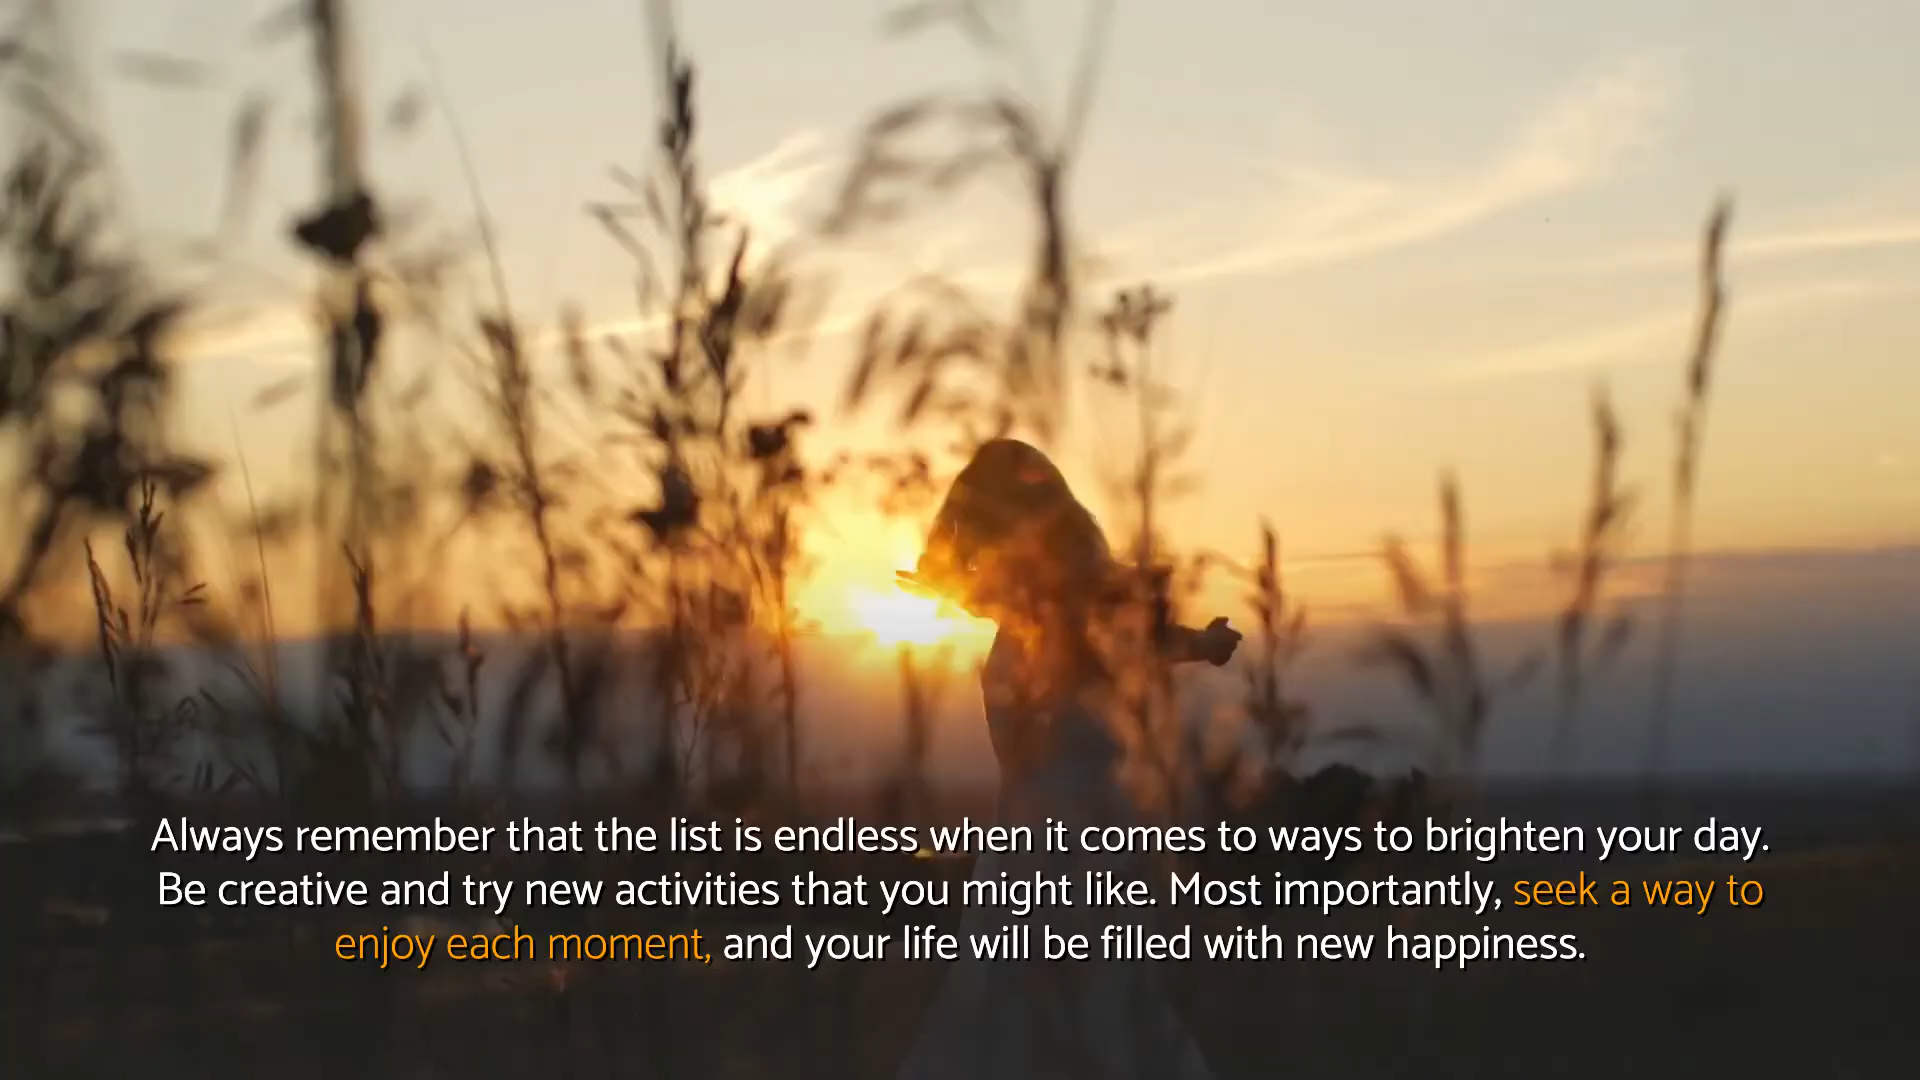 Always remember that the list is endless when it comes to ways to brighten your day.
Be creative and try new activities that you might like. Most importantly, seek a way to
enjoy each moment, and your life will be filled with new happiness.